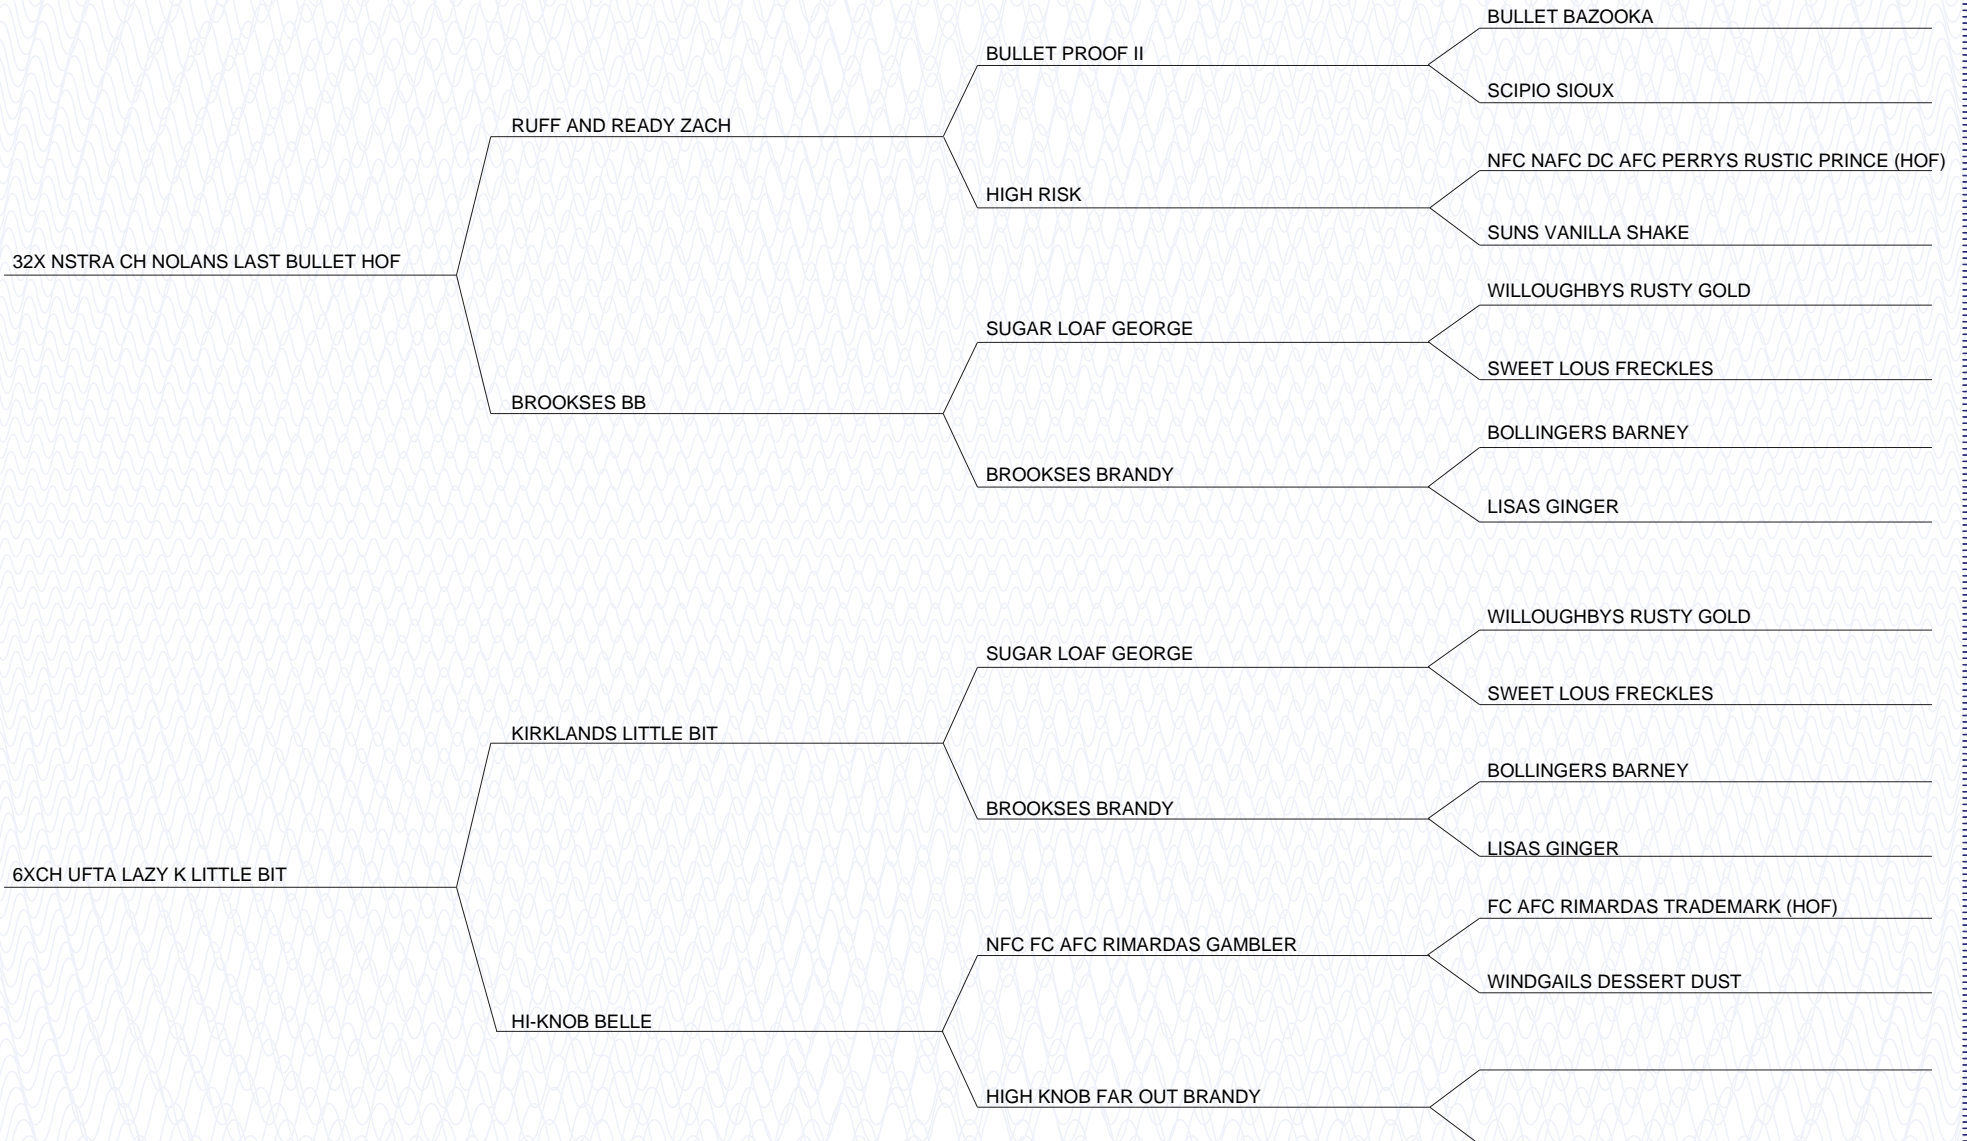 BULLET BAZOOKA
BULLET PROOF II
SCIPIO SIOUX
RUFF AND READY ZACH
NFC NAFC DC AFC PERRYS RUSTIC PRINCE (HOF)
HIGH RISK
SUNS VANILLA SHAKE
32X NSTRA CH NOLANS LAST BULLET HOF
WILLOUGHBYS RUSTY GOLD
SUGAR LOAF GEORGE
SWEET LOUS FRECKLES
BROOKSES BB
BOLLINGERS BARNEY
BROOKSES BRANDY
LISAS GINGER
WILLOUGHBYS RUSTY GOLD
SUGAR LOAF GEORGE
SWEET LOUS FRECKLES
KIRKLANDS LITTLE BIT
BOLLINGERS BARNEY
BROOKSES BRANDY
LISAS GINGER
6XCH UFTA LAZY K LITTLE BIT
FC AFC RIMARDAS TRADEMARK (HOF)
NFC FC AFC RIMARDAS GAMBLER
WINDGAILS DESSERT DUST
HI-KNOB BELLE
HIGH KNOB FAR OUT BRANDY